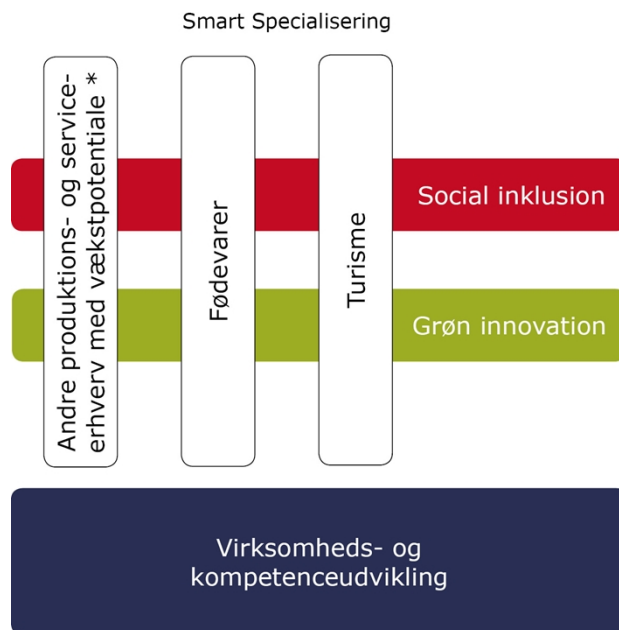 Smart Specialisering
Andre produktions- og service-
erhverv med vækstpotentiale *
Fødevarer
Turisme
Social inklusion
Grøn innovation
Virksomheds- og
kompetenceudvikling